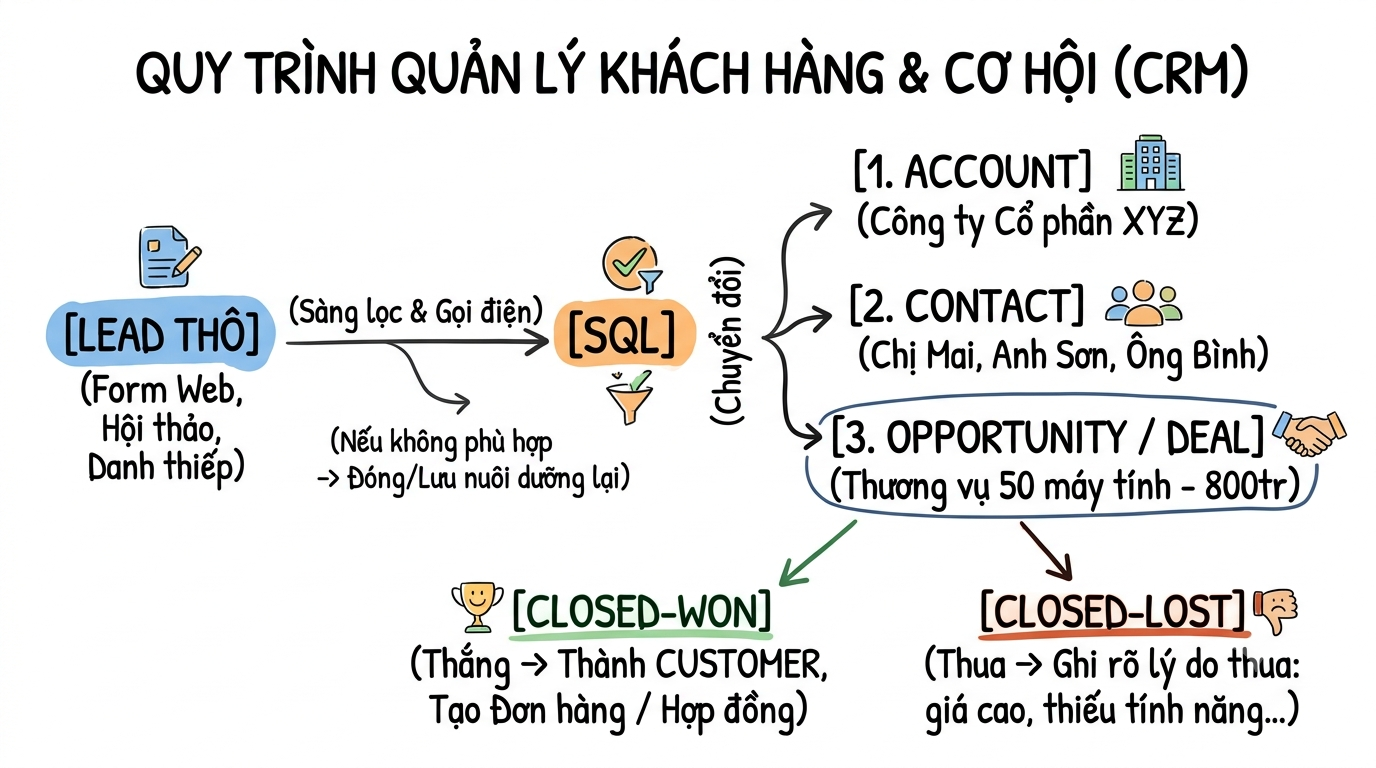 QUY TRÌNH QUẢN LÝ KHÁCH HÀNG & CƠ HỘI (CRM)
[LEAD THÔ]
(Form Web,
Hội thảo,
Danh thiếp)
(Sàng lọc & Gọi điện)
(Nếu không phù hợp
→ Đóng/Lưu nuôi dưỡng lại)
[SQL]
(Chuyển đổi)
[1. ACCOUNT]
(Công ty Cổ phần XYZ)
[2. CONTACT]
(Chị Mai, Anh Sơn, Ông Bình)
[3. OPPORTUNITY / DEAL]
(Thương vụ 50 máy tính – 800tr)
[CLOSED-WON]
(Thắng → Thành CUSTOMER,
Tạo Đơn hàng / Hợp đồng)
[CLOSED-LOST]
(Thua → Ghi rõ lý do thua:
giá cao, thiếu tính năng...)